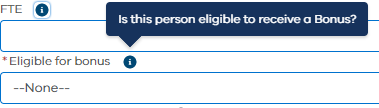 FTE
Is this person eligible to receive a Bonus?
*Eligible for bonus
--None--